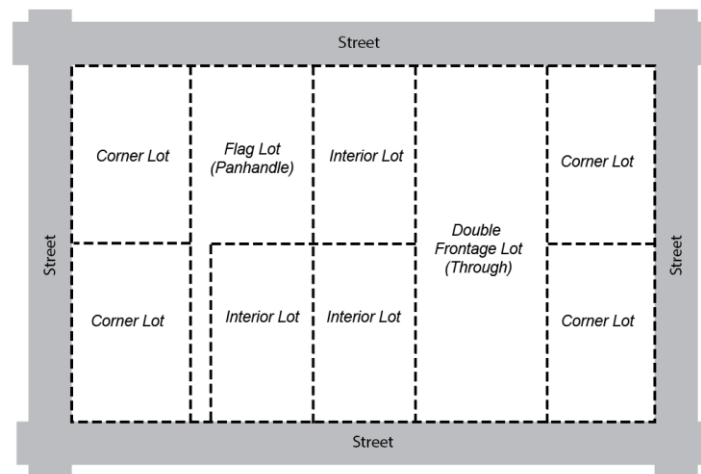 Street
Corner Lot
Flag Lot
(Panhandle)
Interior Lot
Corner Lot
Street
Double
Frontage Lot
(Through)
Street
Corner Lot
Interior Lot
Interior Lot
Corner Lot
Street